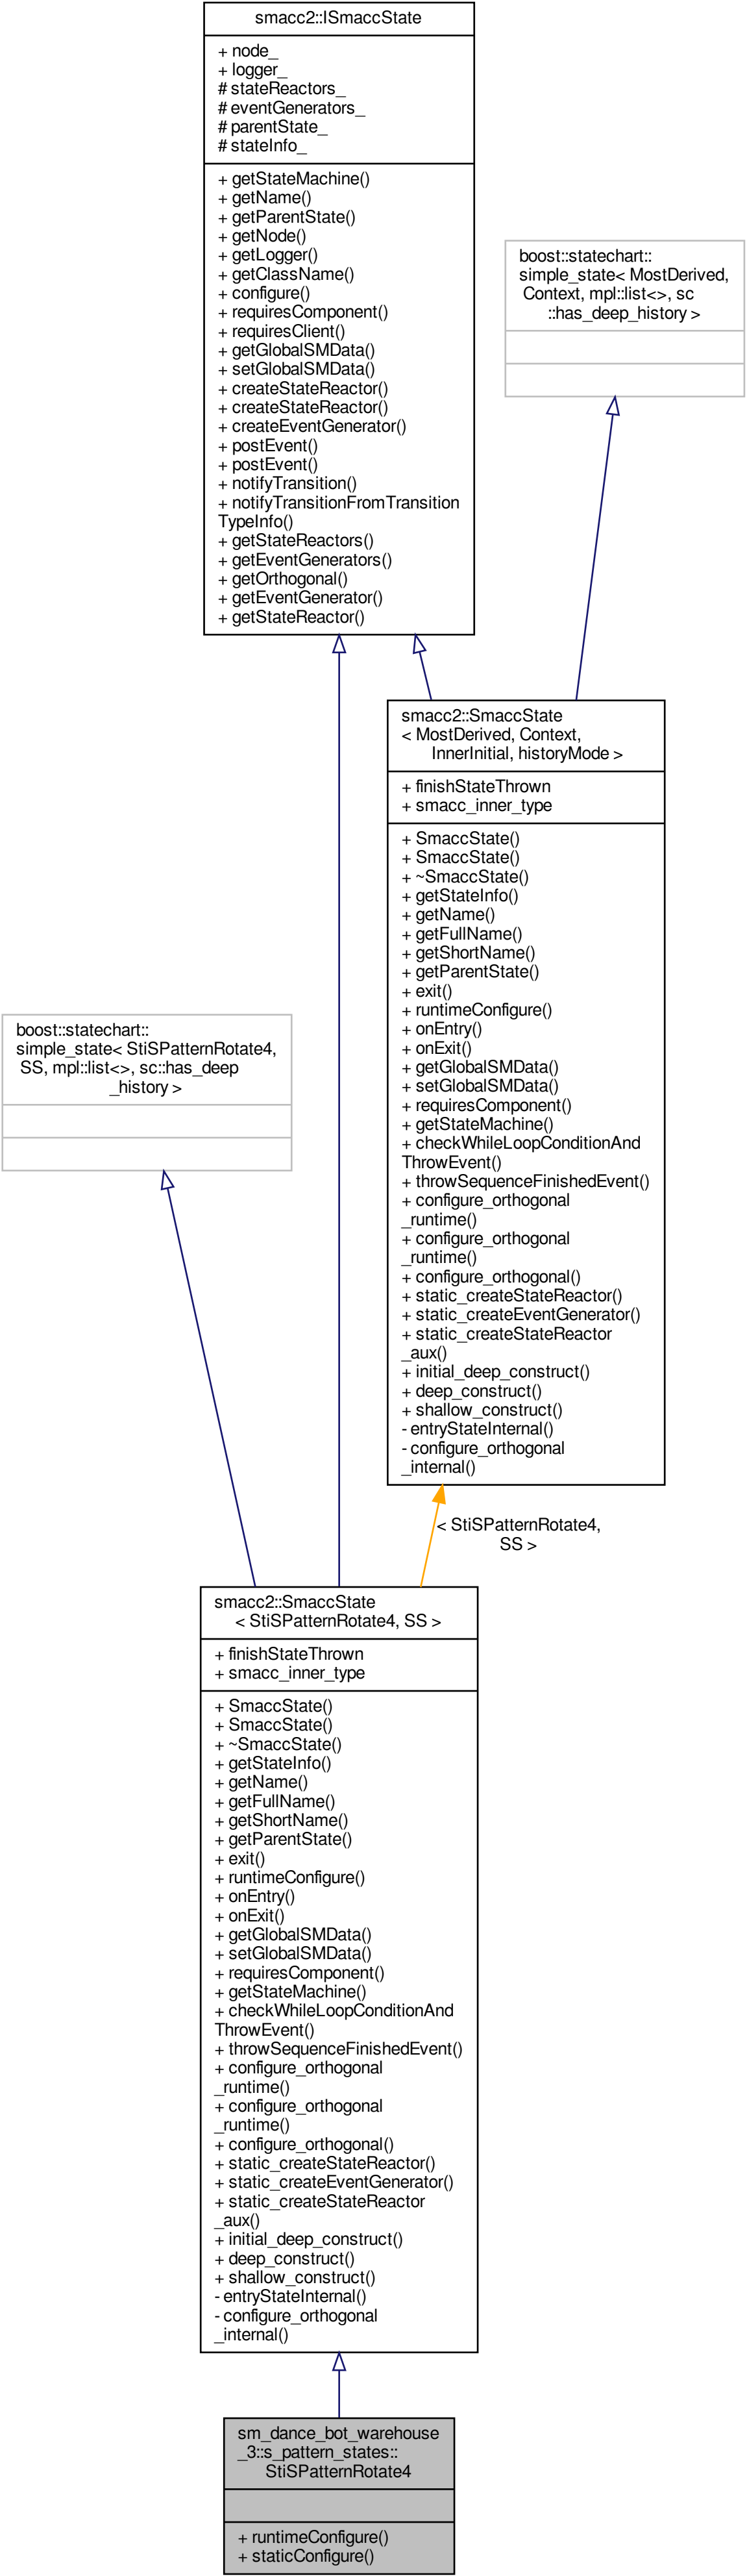 smacc2::ISmaccState
+ node_
+ logger_
# stateReactors_
# eventGenerators_
# parentState_
# stateInfo_
+ getStateMachine()
+ getName()
+ getParentState()
+ getNode()
+ getLogger()
+ getClassName()
+ configure()
+ requiresComponent()
+ requiresClient()
+ getGlobalSMData()
+ setGlobalSMData()
+ createStateReactor()
+ createStateReactor()
+ createEventGenerator()
+ postEvent()
+ postEvent()
+ notifyTransition()
+ notifyTransitionFromTransition
TypeInfo()
+ getStateReactors()
+ getEventGenerators()
+ getOrthogonal()
+ getEventGenerator()
+ getStateReactor()
boost::statechart::
simple_state< MostDerived,
Context, mpl::list<>, sc
::has_deep_history >
smacc2::SmaccState
< MostDerived, Context,
InnerInitial, historyMode >
+ finishStateThrown
+ smacc_inner_type
+ SmaccState()
+ SmaccState()
+ ~SmaccState()
+ getStateInfo()
+ getName()
+ getFullName()
+ getShortName()
+ getParentState()
+ exit()
+ runtimeConfigure()
+ onEntry()
+ onExit()
+ getGlobalSMData()
+ setGlobalSMData()
+ requiresComponent()
+ getStateMachine()
+ checkWhileLoopConditionAnd
ThrowEvent()
+ throwSequenceFinishedEvent()
+ configure_orthogonal
_runtime()
+ configure_orthogonal
_runtime()
+ configure_orthogonal()
+ static_createStateReactor()
+ static_createEventGenerator()
+ static_createStateReactor
_aux()
+ initial_deep_construct()
+ deep_construct()
+ shallow_construct()
- entryStateInternal()
- configure_orthogonal
_internal()
boost::statechart::
simple_state< StiSPatternRotate4,
SS, mpl::list<>, sc::has_deep
_history >
< StiSPatternRotate4,
SS >
smacc2::SmaccState
< StiSPatternRotate4, SS >
+ finishStateThrown
+ smacc_inner_type
+ SmaccState()
+ SmaccState()
+ ~SmaccState()
+ getStateInfo()
+ getName()
+ getFullName()
+ getShortName()
+ getParentState()
+ exit()
+ runtimeConfigure()
+ onEntry()
+ onExit()
+ getGlobalSMData()
+ setGlobalSMData()
+ requiresComponent()
+ getStateMachine()
+ checkWhileLoopConditionAnd
ThrowEvent()
+ throwSequenceFinishedEvent()
+ configure_orthogonal
_runtime()
+ configure_orthogonal
_runtime()
+ configure_orthogonal()
+ static_createStateReactor()
+ static_createEventGenerator()
+ static_createStateReactor
_aux()
+ initial_deep_construct()
+ deep_construct()
+ shallow_construct()
- entryStateInternal()
- configure_orthogonal
_internal()
sm_dance_bot_warehouse
_3::s_pattern_states::
StiSPatternRotate4
+ runtimeConfigure()
+ staticConfigure()